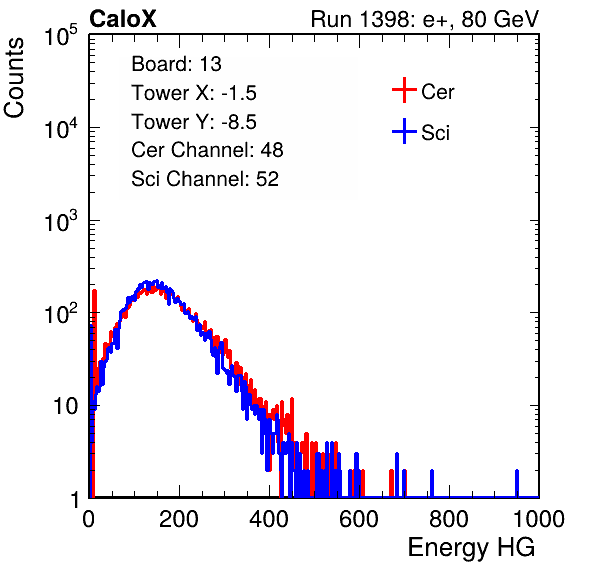 CaloX Run 1398: e+, 80 GeV
Counts
Board: 13
Tower X: -1.5
Tower Y: -8.5
Cer Channel: 48
Sci Channel: 52
Cer
Sci
10^5
10^4
10^3
10^2
10
1
0 200 400 600 800 1000
Energy HG